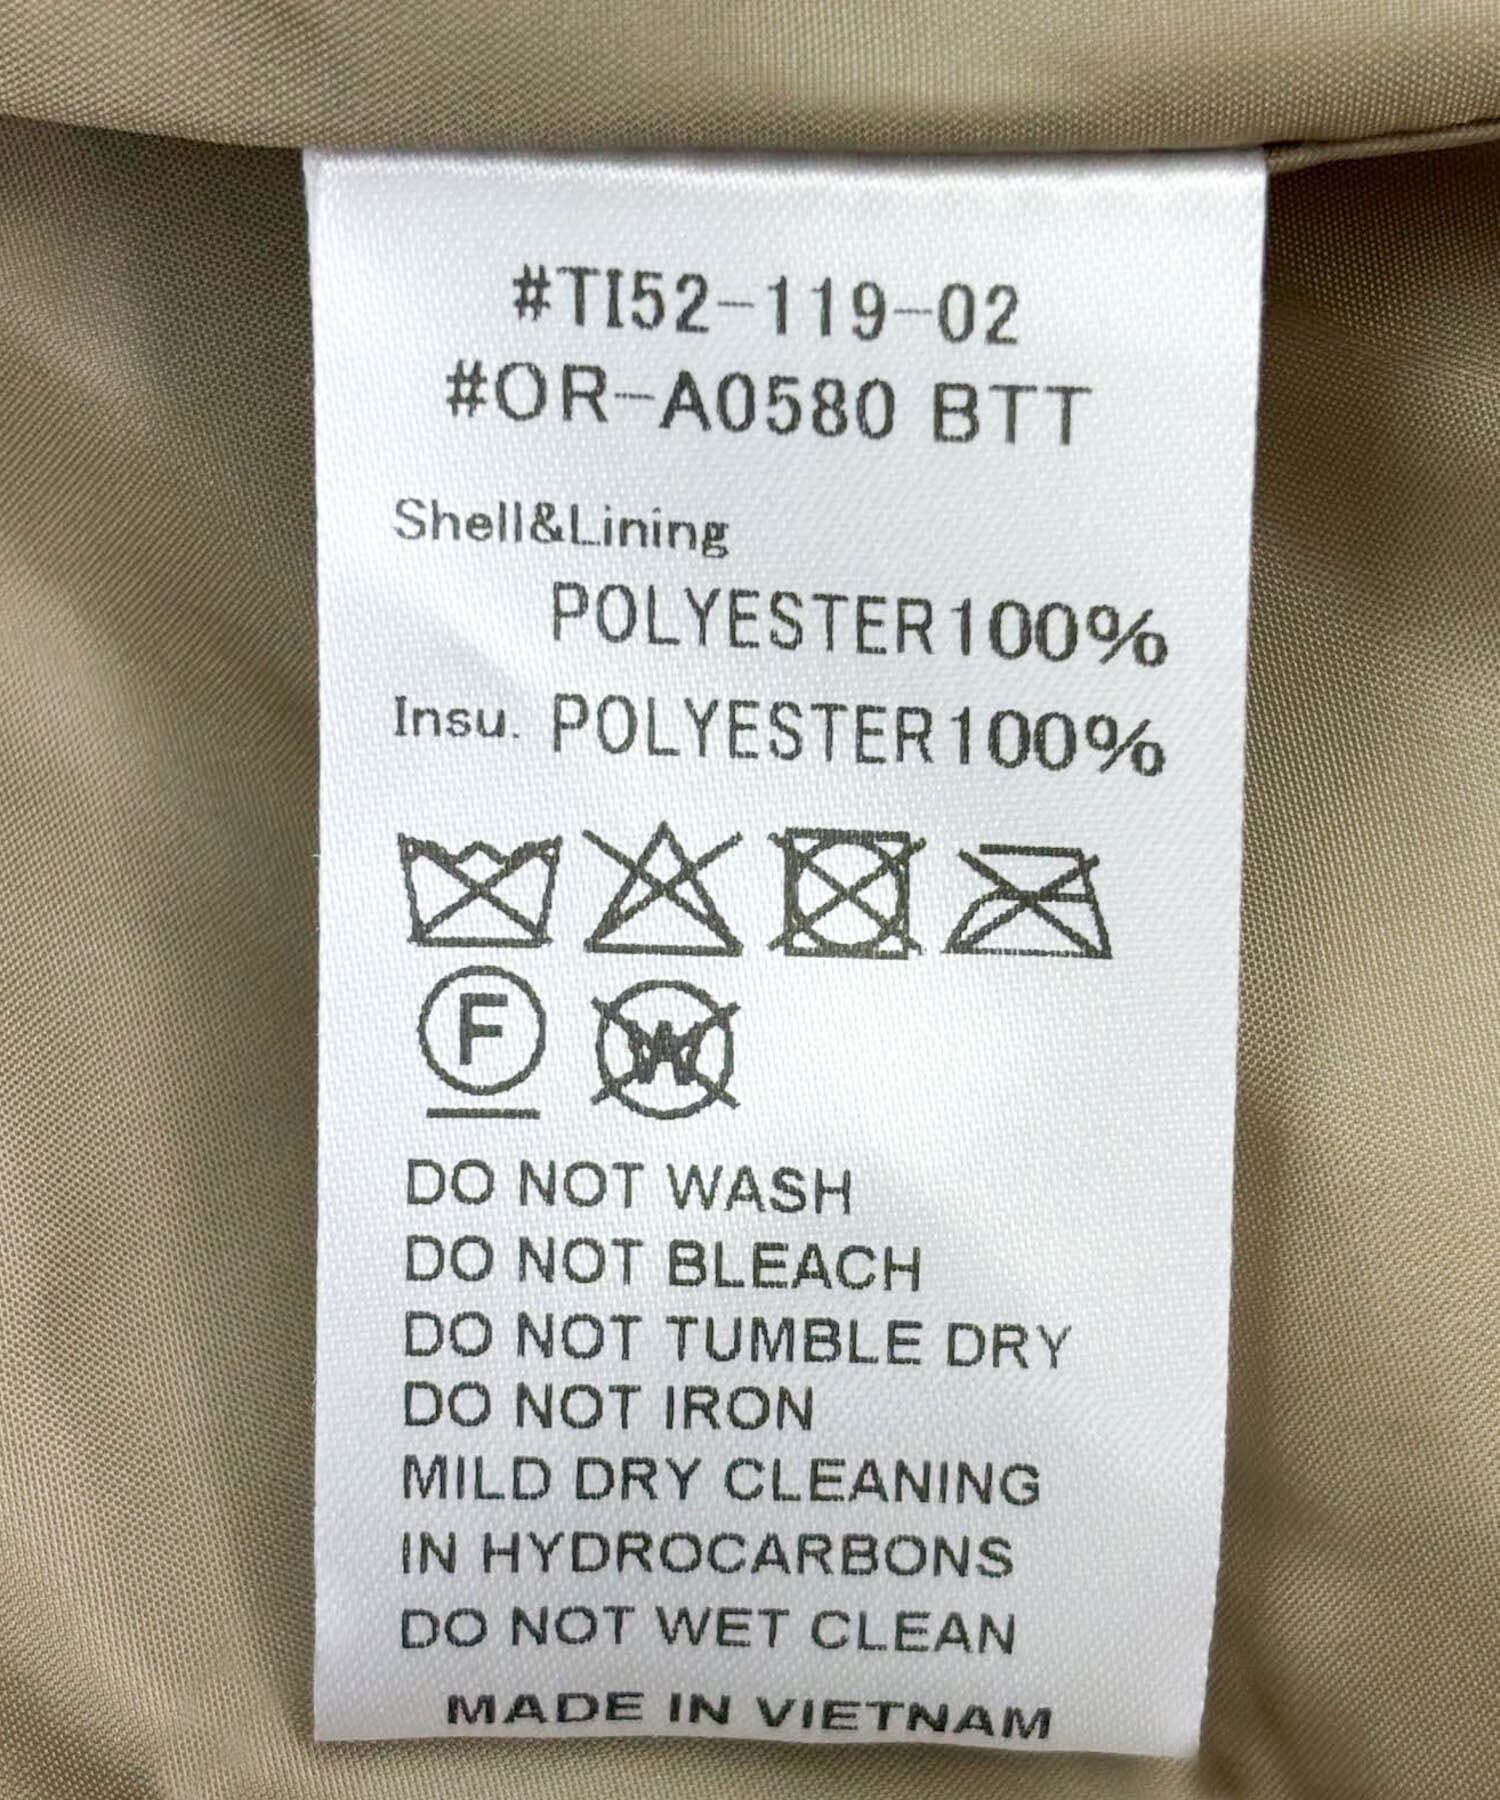 #TI52-119-02
#OR-A0580 BTT
Shell&Lining
POLYESTER100%
Insu. POLYESTER100%
F
W
DO NOT WASH
DO NOT BLEACH
DO NOT TUMBLE DRY
DO NOT IRON
MILD DRY CLEANING
IN HYDROCARBONS
DO NOT WET CLEAN
MADE IN VIETNAM